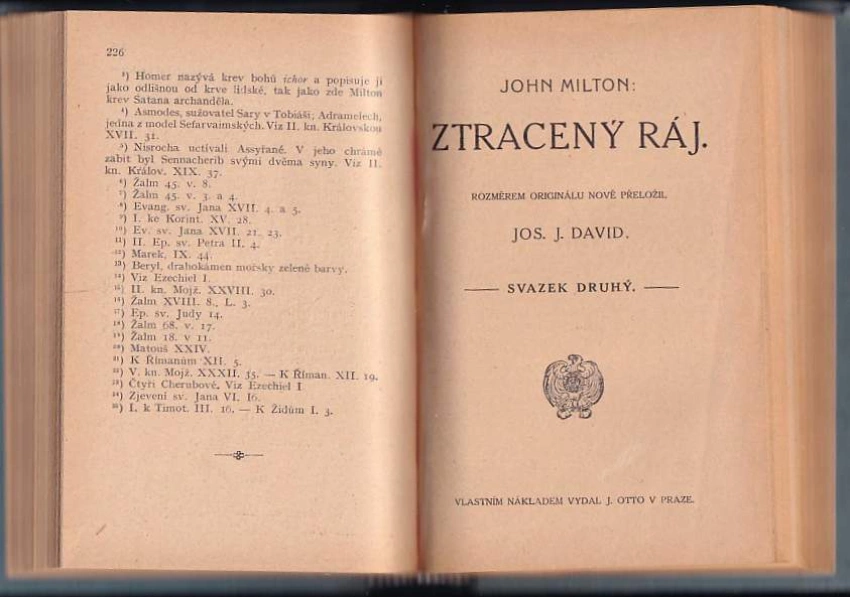 226
³) Homer nazývá krev bohů ichor a popisuje ji
jako odlišnou od krve lidské, tak jako zde Milton
krev Satana archanděla.
⁴) Asmodes, sužovatel Sary v Tobiáši; Adramelech,
jedna z model Sefarvaimských. Viz II. kn. Královskou
XVII. 31.
⁵) Nisrocha uctívali Assyřané. V jeho chrámě
zabit byl Sennacherib svými dvěma syny. Viz II.
kn. Králov. XIX. 37.
⁶) Žalm 45. v. 8.
⁷) Žalm 45. v. 3. a 4.
⁸) Evang. sv. Jana XVII. 4. a 5.
⁹) I. ke Korint. XV. 28.
¹⁰) Ev. sv. Jana XVII. 21. 23.
¹¹) II. Ep. sv. Petra II. 4.
¹²) Marek, IX. 44.
¹³) Beryl, drahokámen mořsky zelené barvy.
¹⁴) Viz Ezechiel I.
¹⁵) II. kn. Mojž. XXVIII. 30.
¹⁶) Žalm XVIII. 8., L. 3.
¹⁷) Ep. sv. Judy 14.
¹⁸) Žalm 68. v. 17.
¹⁹) Žalm 18. v 11.
²⁰) Matouš XXIV.
²¹) K Římanům XII. 5.
²²) V. kn. Mojž. XXXII. 35. — K Říman. XII. 19.
²³) Čtyři Cherubové. Viz Ezechiel I
²⁴) Zjevení sv. Jana VI. 16.
²⁵) I. k Timot. III. 16. — K Židům I. 3.
JOHN MILTON:
ZTRACENÝ RÁJ.
ROZMĚREM ORIGINÁLU NOVĚ PŘELOŽIL
JOS. J. DAVID.
SVAZEK DRUHÝ.
VLASTNÍM NÁKLADEM VYDAL J. OTTO V PRAZE.